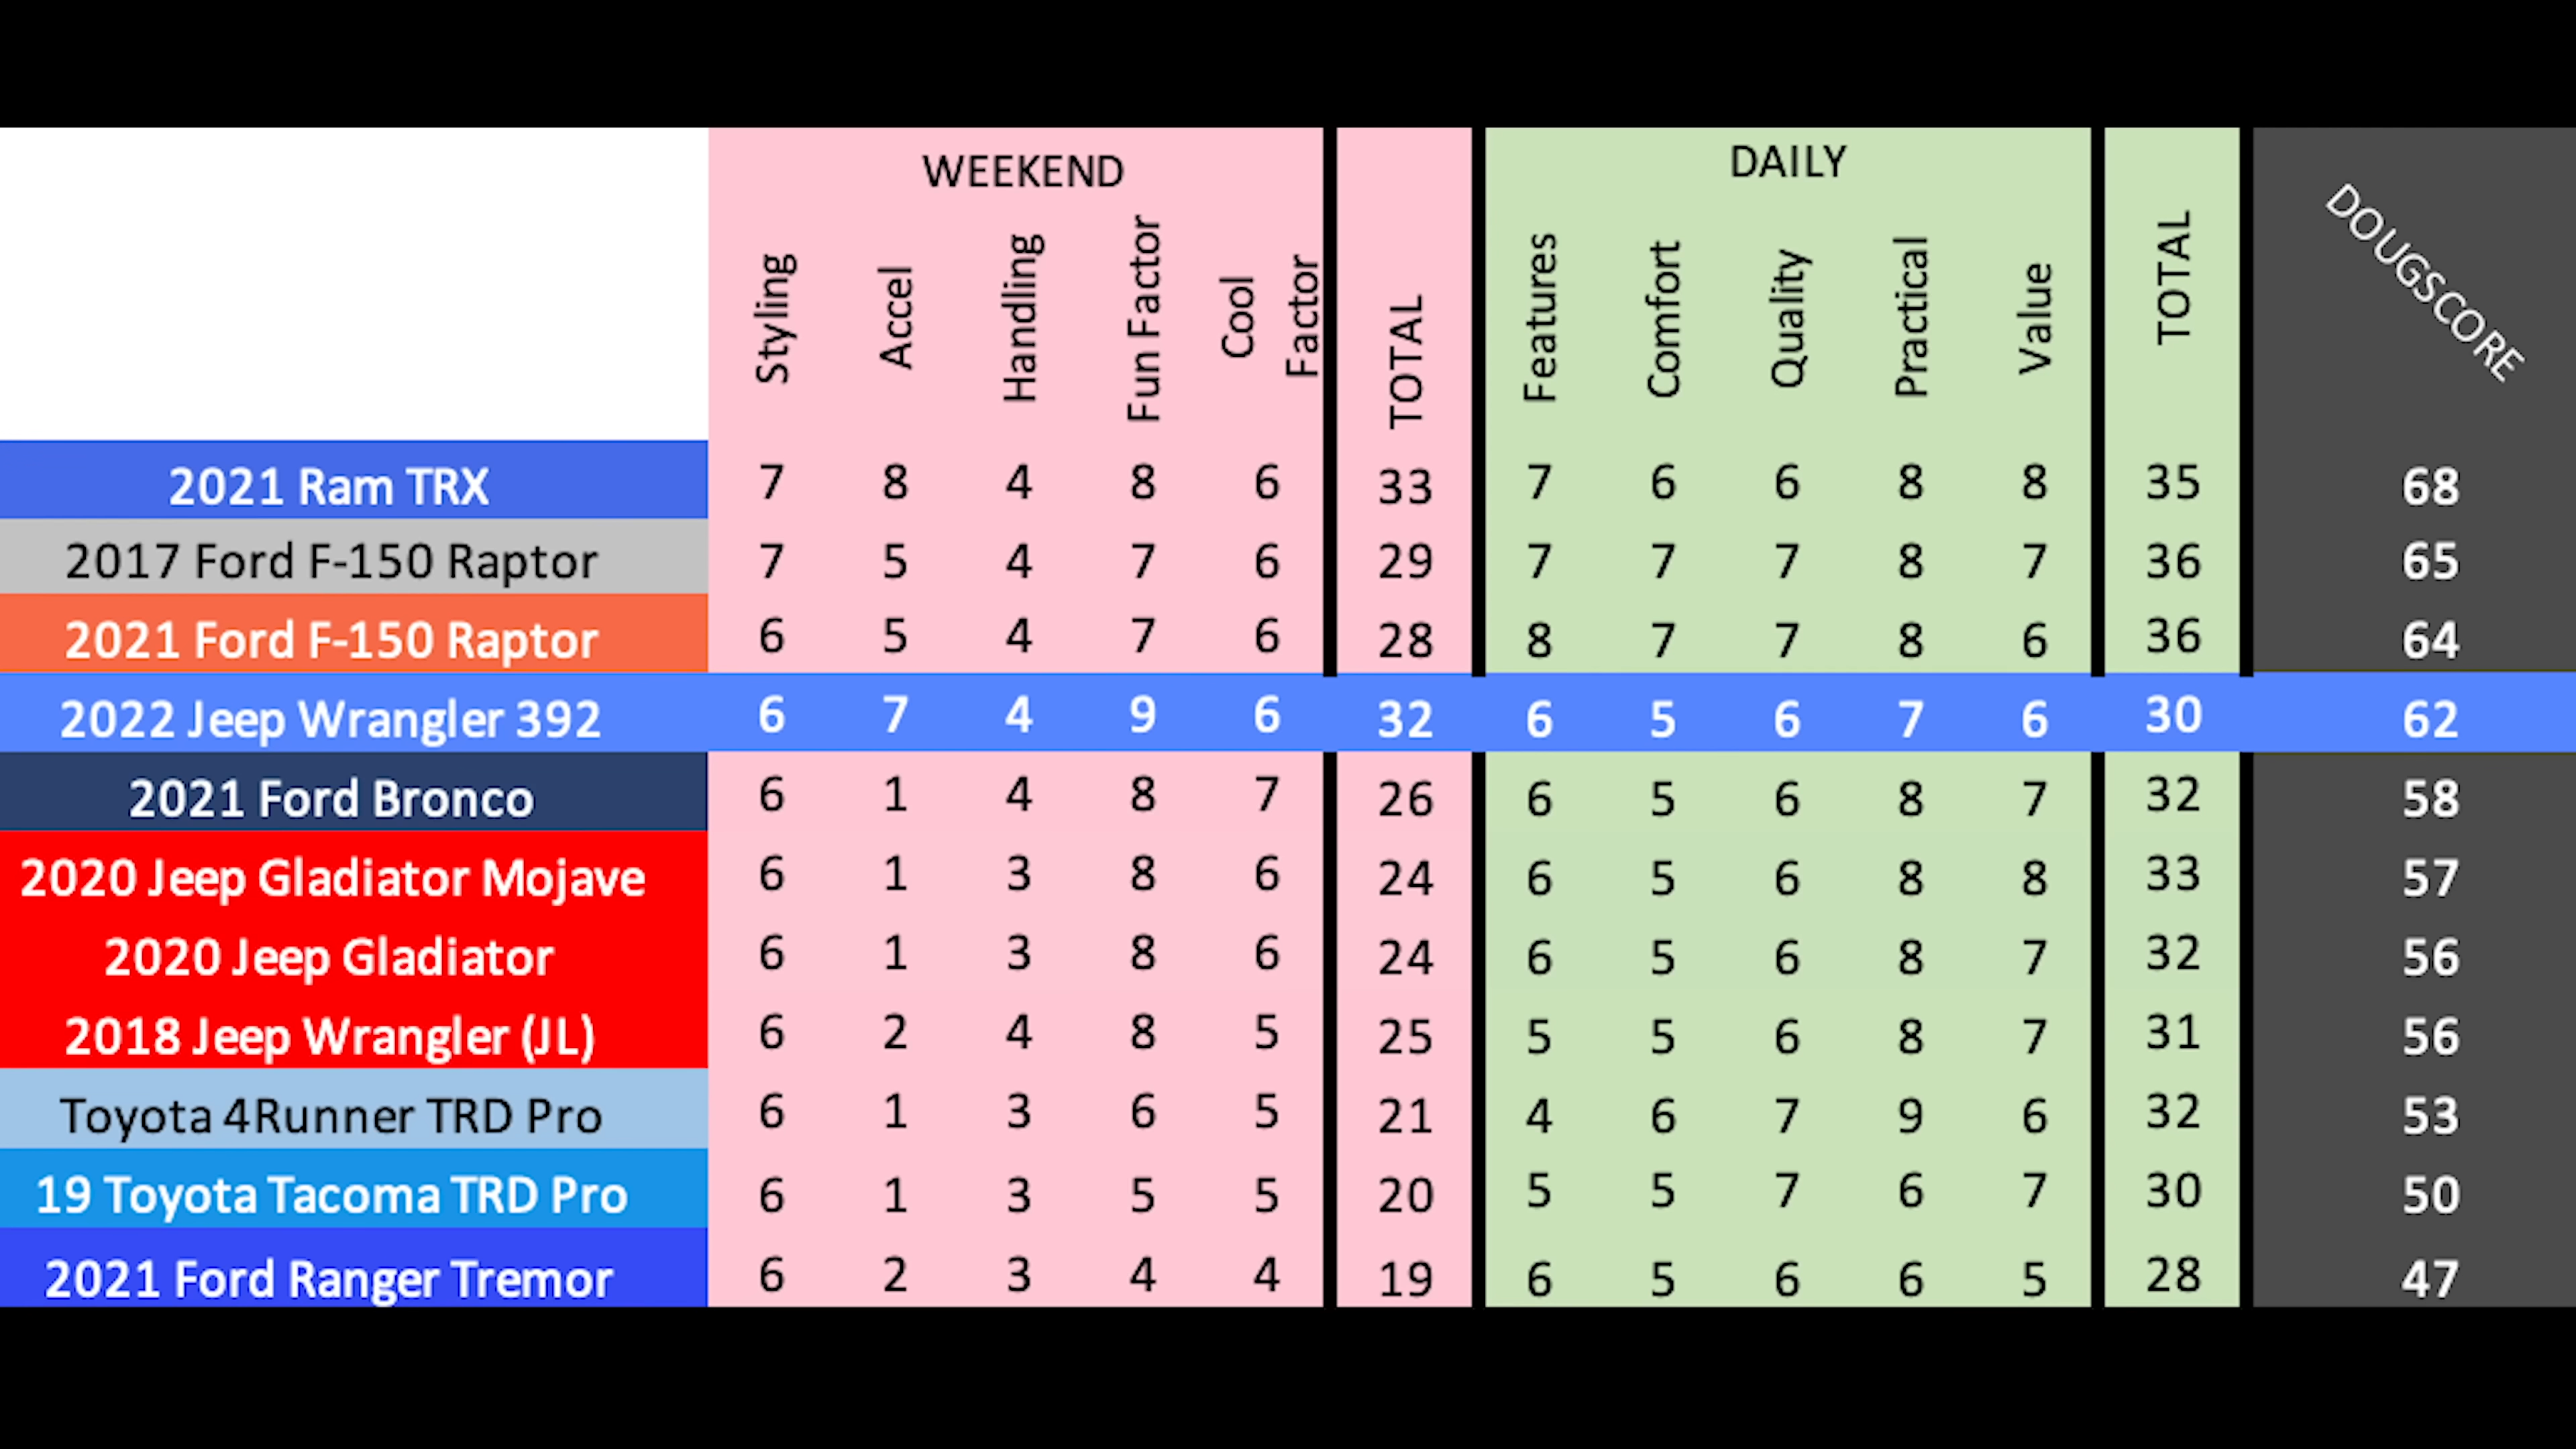 WEEKEND DAILY
Styling Accel Handling Fun Factor Cool Factor TOTAL Features Comfort Quality Practical Value TOTAL DOUGSCORE
2021 Ram TRX 7 8 4 8 6 33 7 6 6 8 8 35 68
2017 Ford F-150 Raptor 7 5 4 7 6 29 7 7 7 8 7 36 65
2021 Ford F-150 Raptor 6 5 4 7 6 28 8 7 7 8 6 36 64
2022 Jeep Wrangler 392 6 7 4 9 6 32 6 5 6 7 6 30 62
2021 Ford Bronco 6 1 4 8 7 26 6 5 6 8 7 32 58
2020 Jeep Gladiator Mojave 6 1 3 8 6 24 6 5 6 8 8 33 57
2020 Jeep Gladiator 6 1 3 8 6 24 6 5 6 8 7 32 56
2018 Jeep Wrangler (JL) 6 2 4 8 5 25 5 5 6 8 7 31 56
Toyota 4Runner TRD Pro 6 1 3 6 5 21 4 6 7 9 6 32 53
19 Toyota Tacoma TRD Pro 6 1 3 5 5 20 5 5 7 6 7 30 50
2021 Ford Ranger Tremor 6 2 3 4 4 19 6 5 6 6 5 28 47